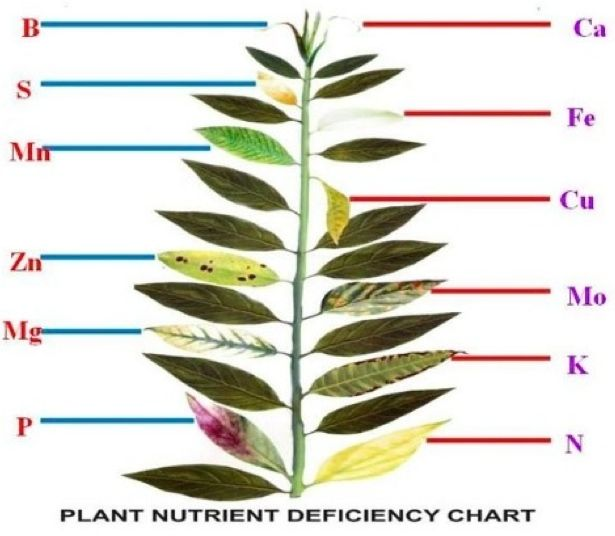 B
Ca
S
Fe
Mn
Cu
Zn
Mo
Mg
K
P
N
PLANT NUTRIENT DEFICIENCY CHART